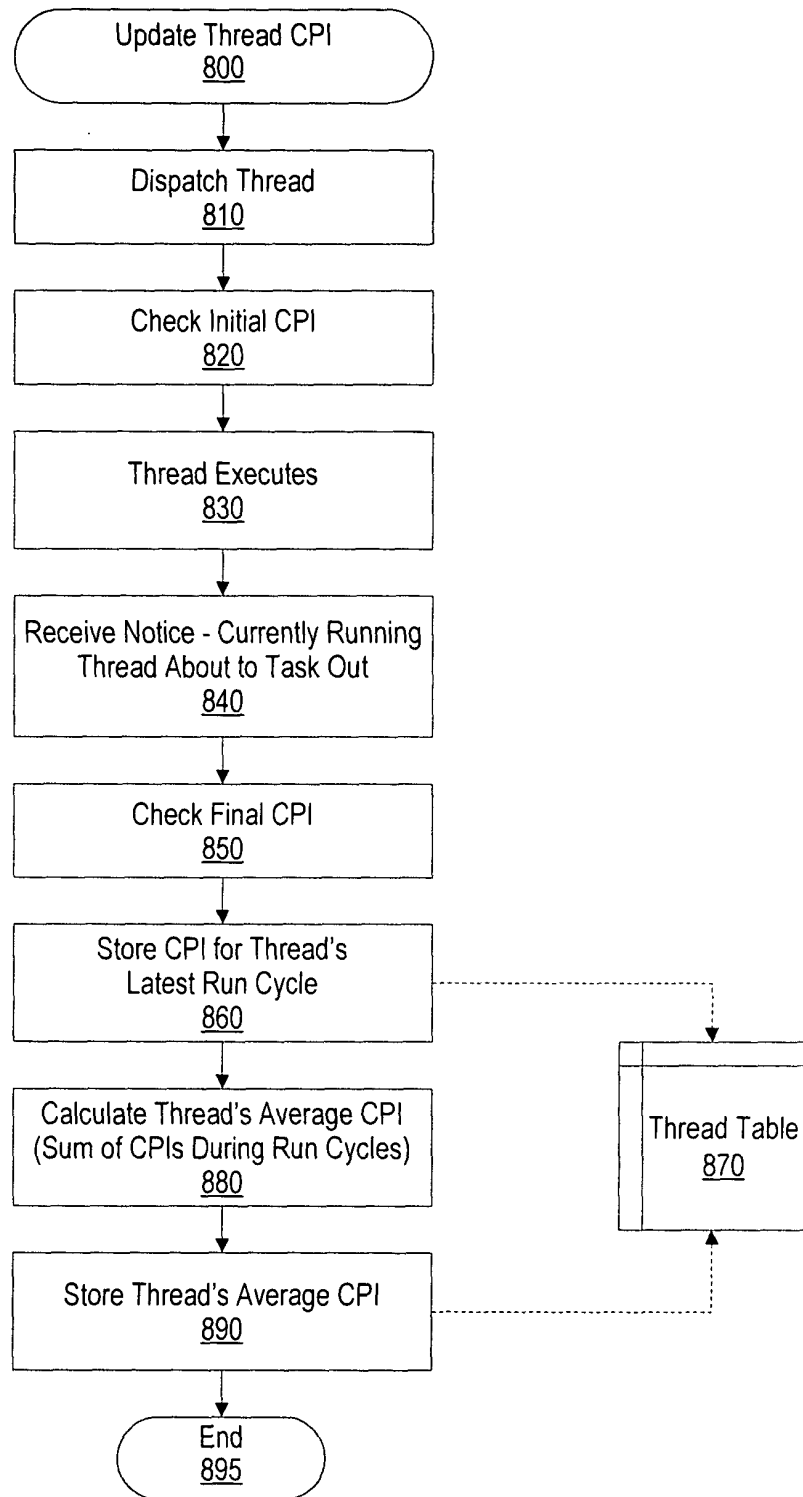 Update Thread CPI
800
Dispatch Thread
810
Check Initial CPI
820
Thread Executes
830
Receive Notice - Currently Running
Thread About to Task Out
840
Check Final CPI
850
Store CPI for Thread's
Latest Run Cycle
860
Calculate Thread's Average CPI
(Sum of CPIs During Run Cycles)
880
Thread Table
870
Store Thread's Average CPI
890
End
895